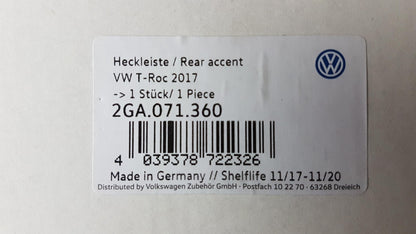 Heckleiste / Rear accent
VW T-Roc 2017
-> 1 Stück/ 1 Piece
2GA.071.360
4 039378 722326
Made in Germany // Shelflife 11/17-11/20
Distributed by Volkswagen Zubehör GmbH · Postfach 10 22 70 · 63268 Dreieich